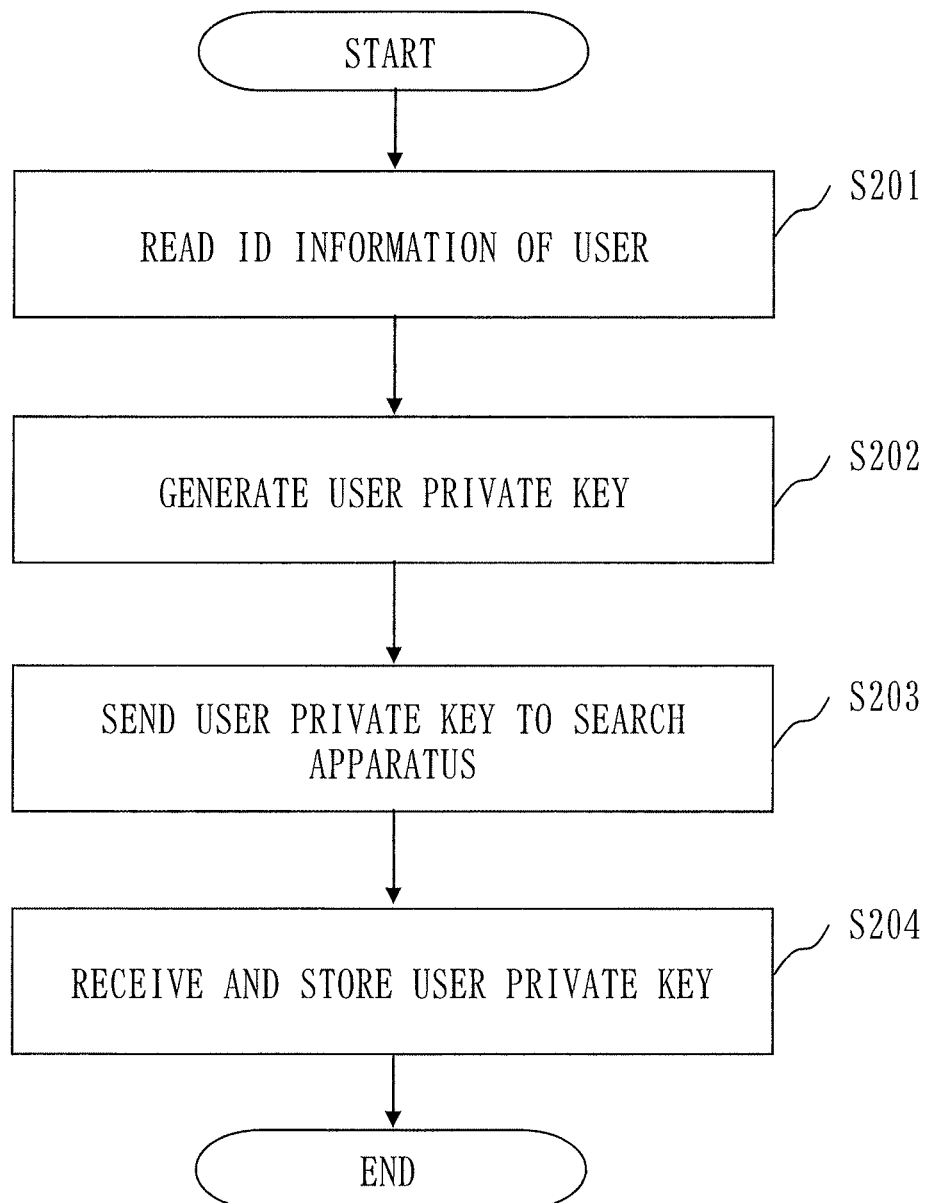 START
S201
READ ID INFORMATION OF USER
S202
GENERATE USER PRIVATE KEY
S203
SEND USER PRIVATE KEY TO SEARCH
APPARATUS
S204
RECEIVE AND STORE USER PRIVATE KEY
END